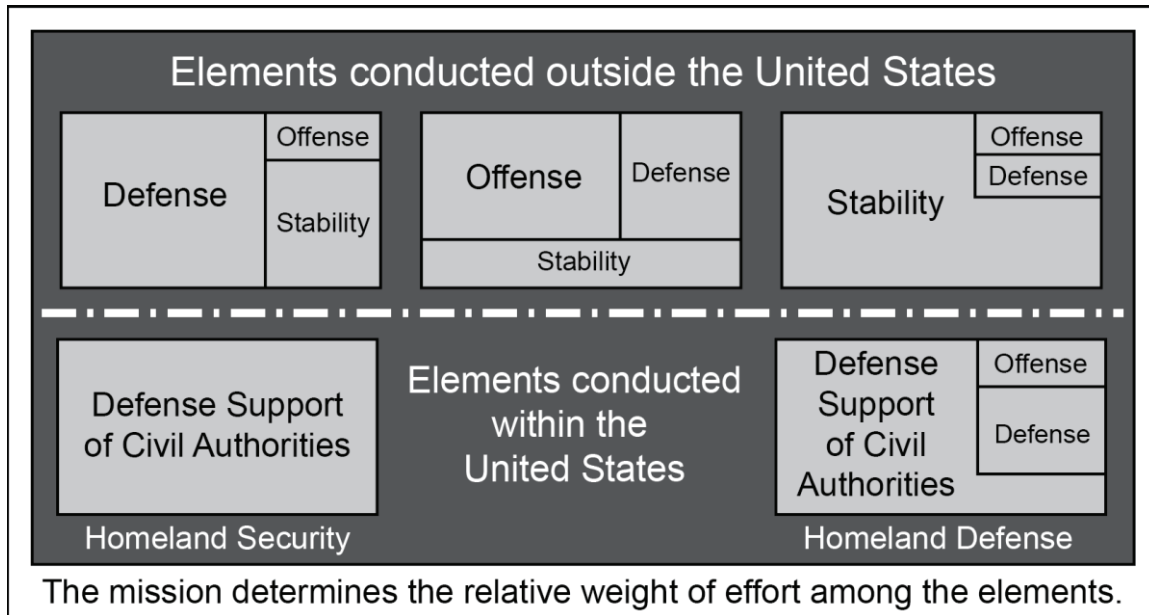 Elements conducted outside the United States
Defense
Offense
Stability
Offense
Defense
Stability
Stability
Offense
Defense
Defense Support
of Civil Authorities
Homeland Security
Elements conducted
within the
United States
Defense
Support
of Civil
Authorities
Offense
Defense
Homeland Defense
The mission determines the relative weight of effort among the elements.